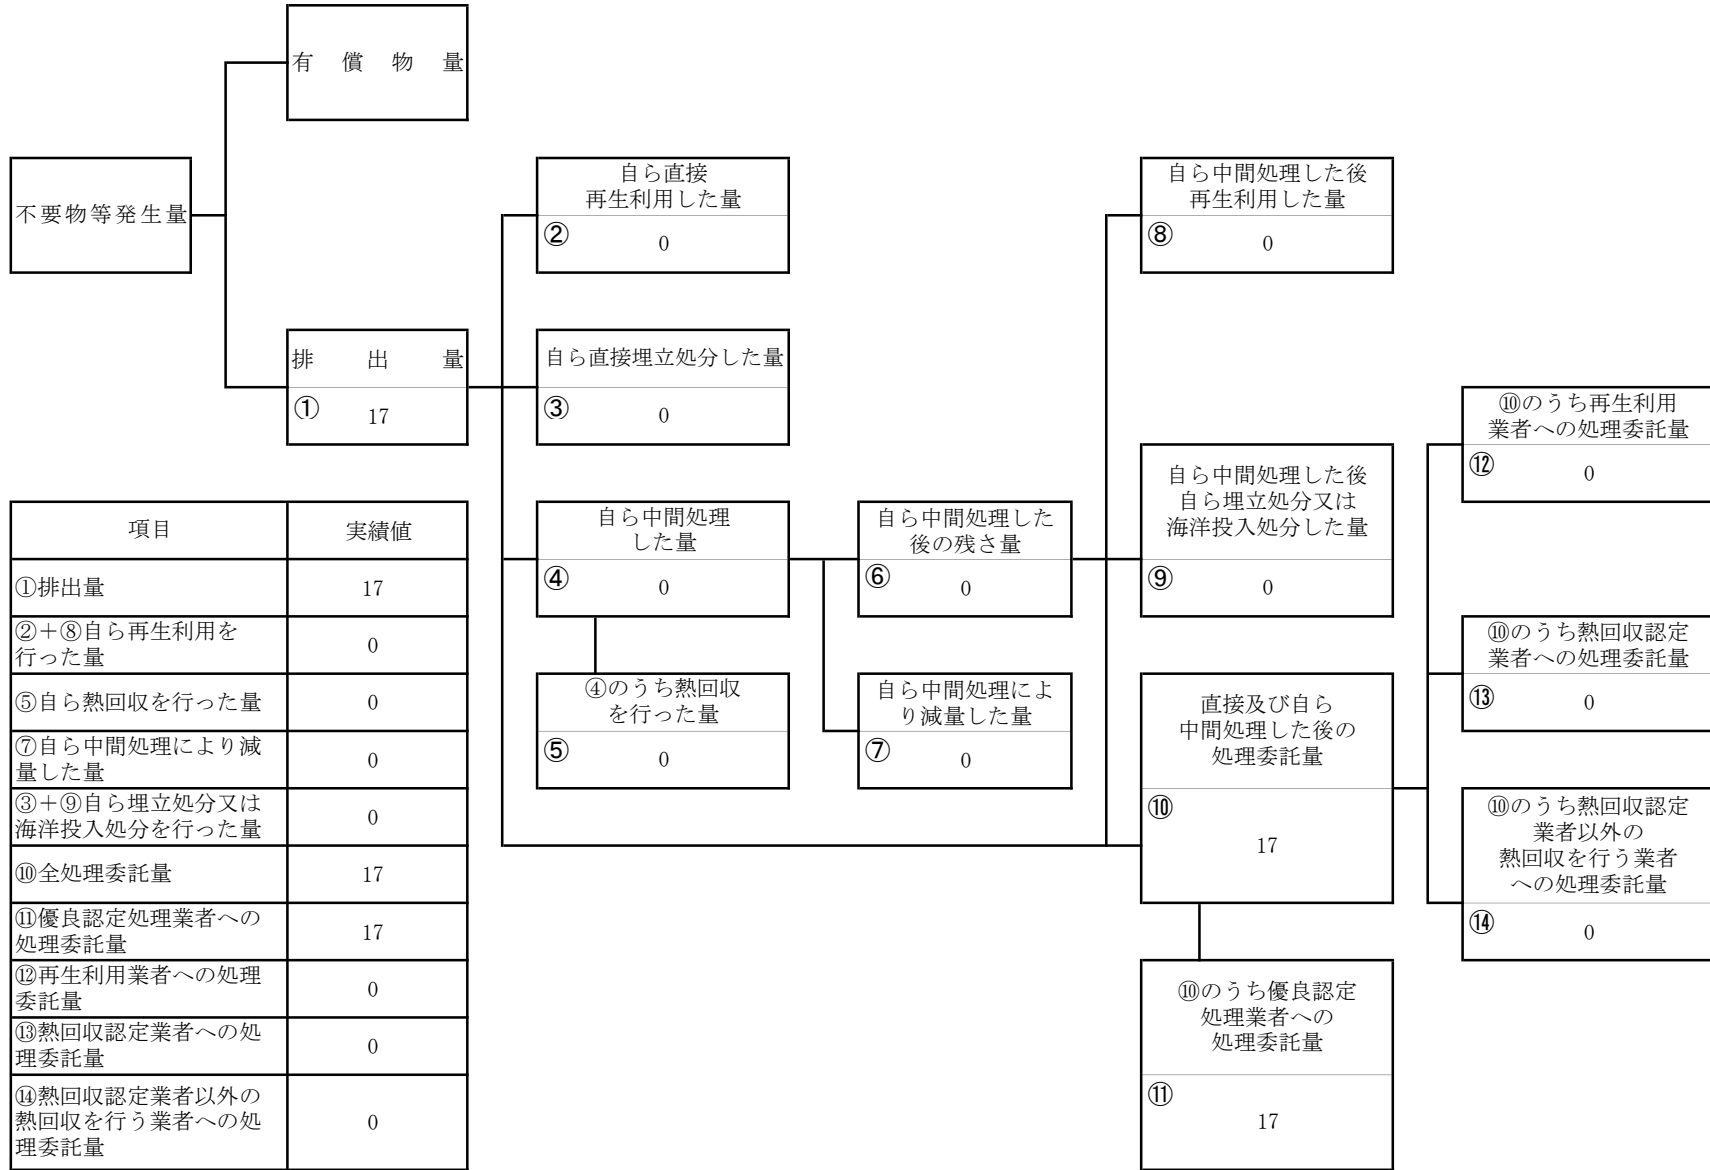 有償物量
不要物等発生量
自ら直接
再生利用した量
②
0
自ら中間処理した後
再生利用した量
⑧
0
排出量
①
17
自ら直接埋立処分した量
③
0
⑩のうち再生利用
業者への処理委託量
⑫
0
自ら中間処理した後
自ら埋立処分又は
海洋投入処分した量
⑨
0
自ら中間処理
した量
④
0
自ら中間処理した
後の残さ量
⑥
0
⑩のうち熱回収認定
業者への処理委託量
⑬
0
④のうち熱回収
を行った量
⑤
0
自ら中間処理によ
り減量した量
⑦
0
直接及び自ら
中間処理した後の
処理委託量
⑩
17
⑩のうち熱回収認定
業者以外の
熱回収を行う業者
への処理委託量
⑭
0
⑩のうち優良認定
処理業者への
処理委託量
⑪
17
項目
実績値
①排出量
17
②+⑧自ら再生利用を
行った量
0
⑤自ら熱回収を行った量
0
⑦自ら中間処理により減
量した量
0
③+⑨自ら埋立処分又は
海洋投入処分を行った量
0
⑩全処理委託量
17
⑪優良認定処理業者への
処理委託量
17
⑫再生利用業者への処理
委託量
0
⑬熱回収認定業者への処
理委託量
0
⑭熱回収認定業者以外の
熱回収を行う業者への処
理委託量
0